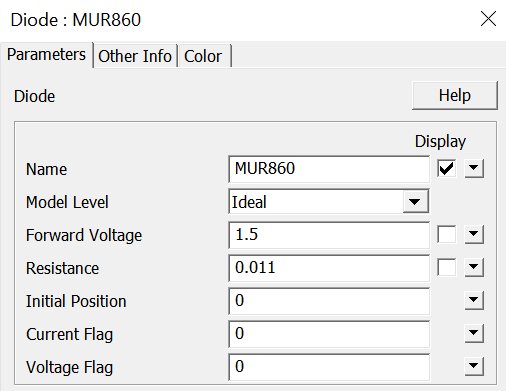 Diode : MUR860
Parameters Other Info Color
Diode Help
Display
Name MUR860
Model Level Ideal
Forward Voltage 1.5
Resistance 0.011
Initial Position 0
Current Flag 0
Voltage Flag 0